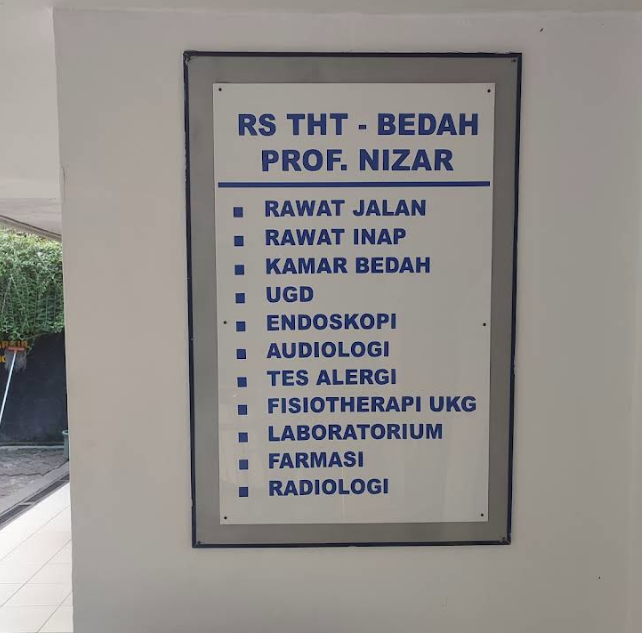 RS THT - BEDAH
PROF. NIZAR
RAWAT JALAN
RAWAT INAP
KAMAR BEDAH
UGD
ENDOSKOPI
AUDIOLOGI
TES ALERGI
FISIOTHERAPI UKG
LABORATORIUM
FARMASI
RADIOLOGI